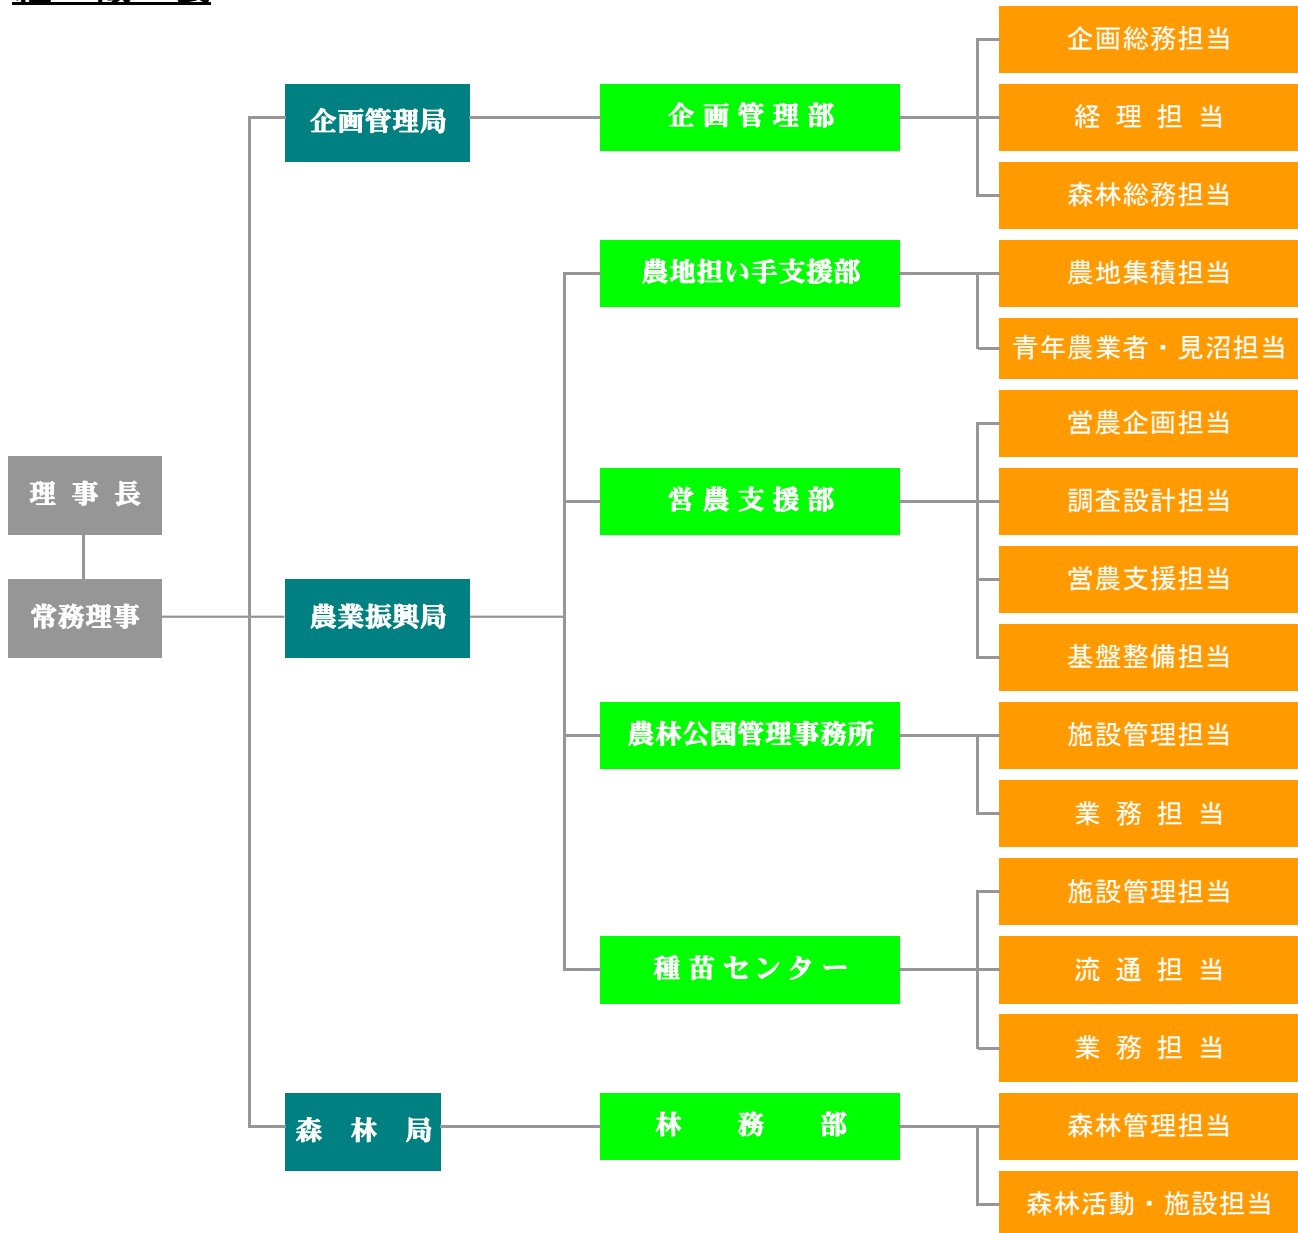 企画総務担当
企画管理局
企画管理部
経理担当
森林総務担当
農地担い手支援部
農地集積担当
青年農業者・見沼担当
営農企画担当
理事長
営農支援部
調査設計担当
常務理事
農業振興局
営農支援担当
基盤整備担当
農林公園管理事務所
施設管理担当
業務担当
施設管理担当
種苗センター
流通担当
業務担当
森林局
林務部
森林管理担当
森林活動・施設担当